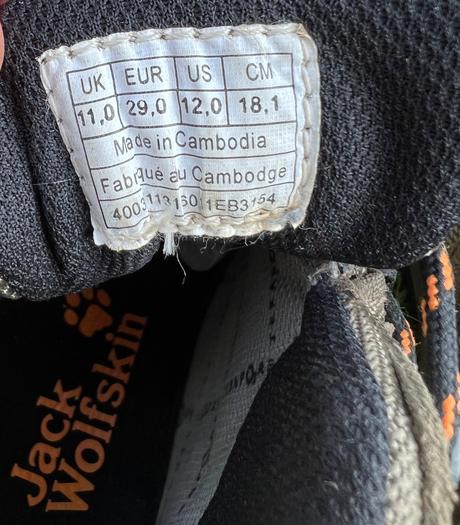 UK EUR US CM
11,0 29,0 12,0 18,1
Made in Cambodia
Fabriqué au Cambodge
Jack
Wolfskin